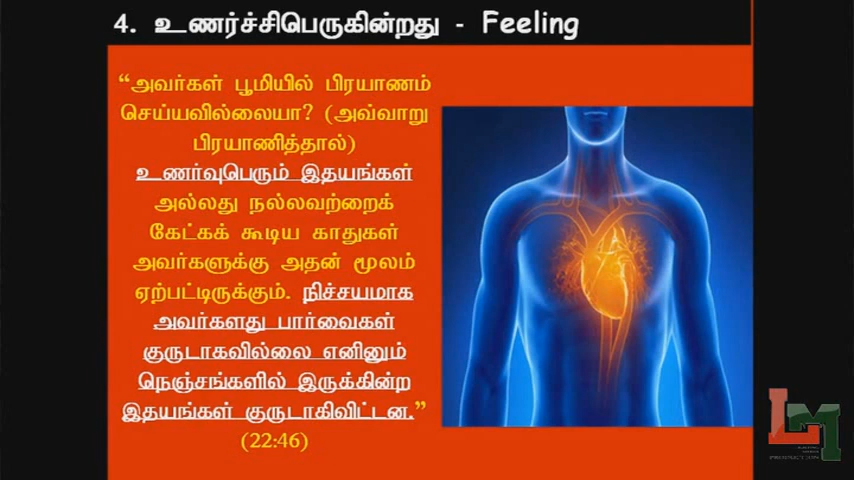 4. உணர்ச்சிபெருகின்றது - Feeling
“அவர்கள் பூமியில் பிரயாணம்
செய்யவில்லையா? (அவ்வாறு
பிரயாணித்தால்)
உணர்வுபெரும் இதயங்கள்
அல்லது நல்லவற்றைக்
கேட்கக் கூடிய காதுகள்
அவர்களுக்கு அதன் மூலம்
ஏற்பட்டிருக்கும். நிச்சயமாக
அவர்களது பார்வைகள்
குருடாகவில்லை எனினும்
நெஞ்சங்களில் இருக்கின்ற
இதயங்கள் குருடாகிவிட்டன.”
(22:46)
LM
PRODUCTION